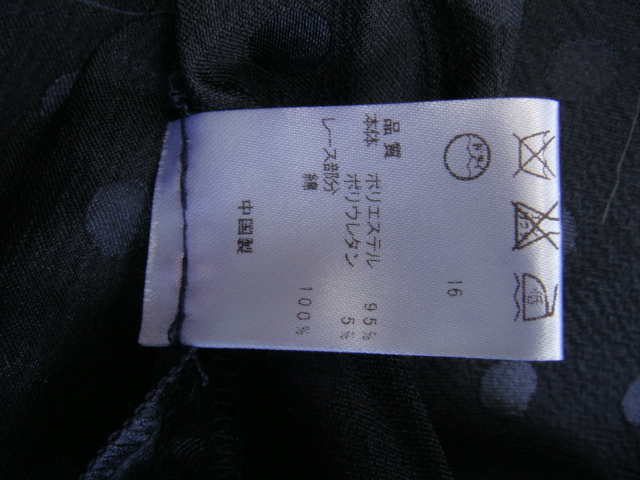 16
品質
本体 ポリエステル 95%
ポリウレタン 5%
レース部分
綿 100%
中国製